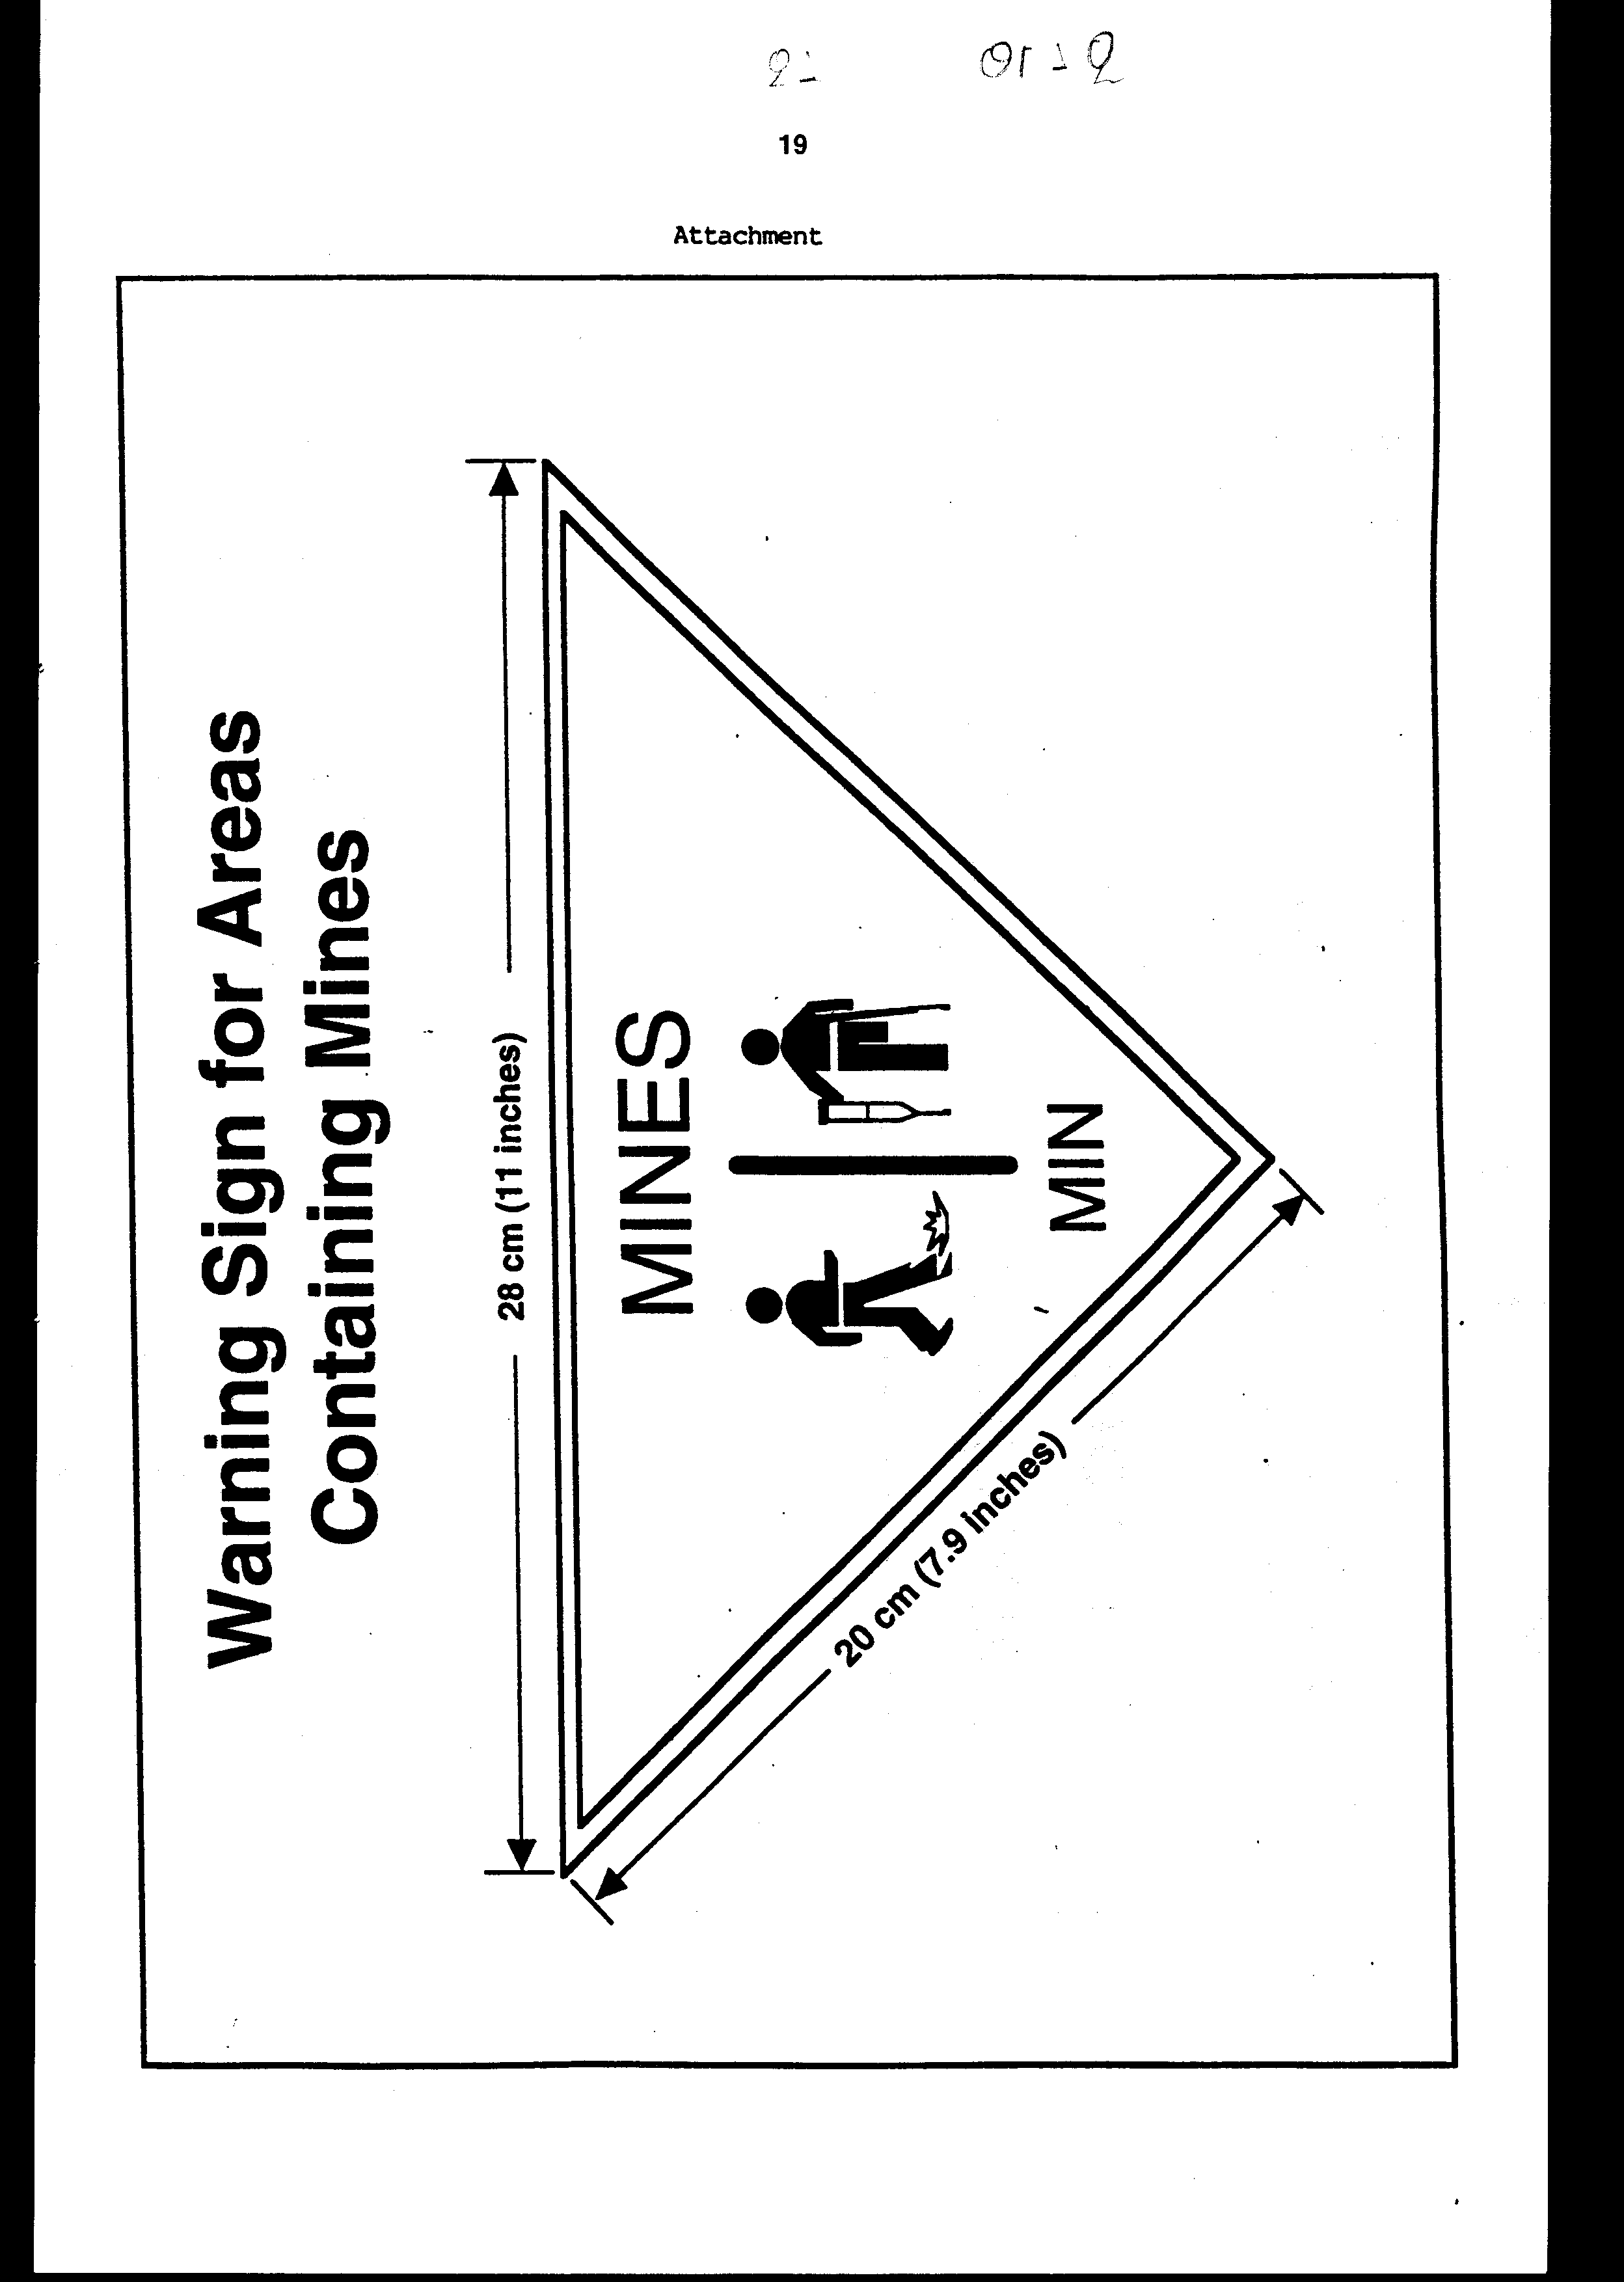 19
Attachment
Warning Sign for Areas
Containing Mines
28 cm (11 inches)
MINES
MIN
20 cm (7.9 inches)